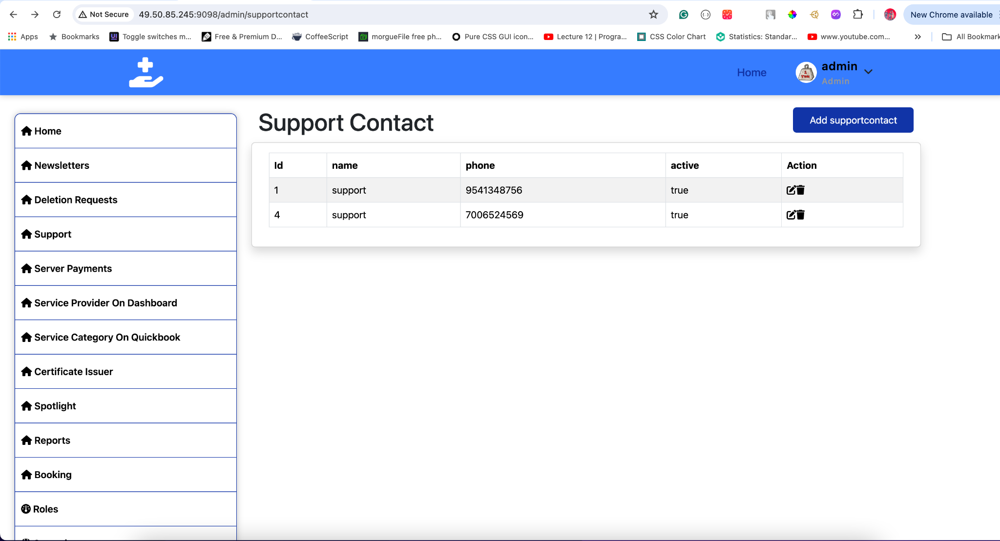 Not Secure 49.50.85.245:9098/admin/supportcontact New Chrome available
Apps Bookmarks Toggle switches m... Free & Premium D... CoffeeScript morgueFile free ph... Pure CSS GUI icon... Lecture 12 | Progra... CSS Color Chart Statistics: Standar... www.youtube.com... All Bookmark
Home admin
Admin
Support Contact Add supportcontact
Id name phone active Action
1 support 9541348756 true
4 support 7006524569 true
Home
Newsletters
Deletion Requests
Support
Server Payments
Service Provider On Dashboard
Service Category On Quickbook
Certificate Issuer
Spotlight
Reports
Booking
Roles